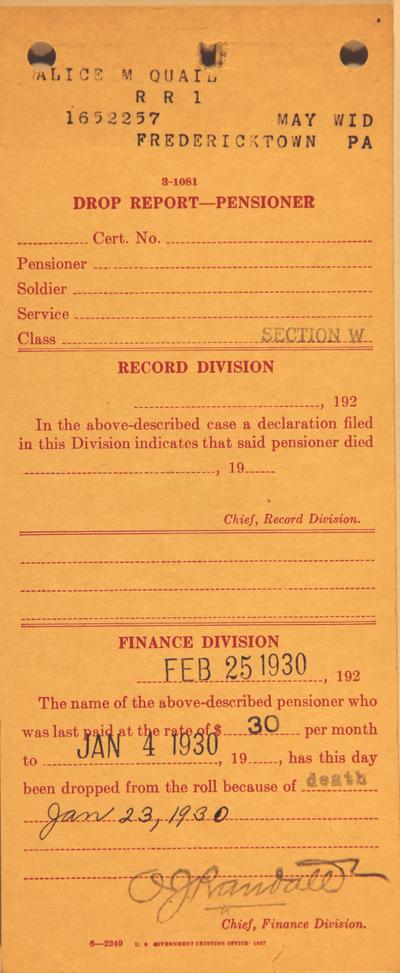 ALICE M QUAIL
R R 1
1652257 MAY WID
FREDERICKTOWN PA
3-1081
DROP REPORT—PENSIONER
Cert. No.
Pensioner
Soldier
Service
Class SECTION W
RECORD DIVISION
, 192
In the above-described case a declaration filed
in this Division indicates that said pensioner died
, 19
Chief, Record Division.
FINANCE DIVISION
FEB 25 1930 , 192
The name of the above-described pensioner who
was last paid at the rate of $ 30 per month
to JAN 4 1930 , 19 , has this day
been dropped from the roll because of death
Jan 23, 1930
O J Randall
Chief, Finance Division.
6—2249 U. S. GOVERNMENT PRINTING OFFICE: 1927